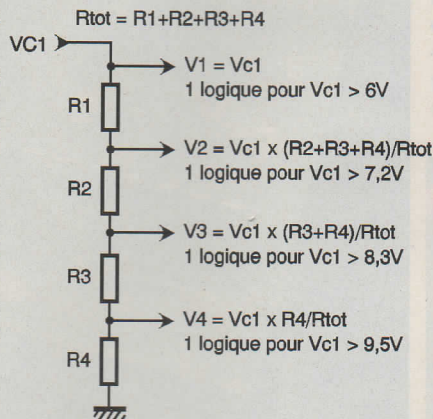 Rtot = R1+R2+R3+R4
VC1
V1 = Vc1
1 logique pour Vc1 > 6V
R1
V2 = Vc1 x (R2+R3+R4)/Rtot
1 logique pour Vc1 > 7,2V
R2
V3 = Vc1 x (R3+R4)/Rtot
1 logique pour Vc1 > 8,3V
R3
V4 = Vc1 x R4/Rtot
1 logique pour Vc1 > 9,5V
R4